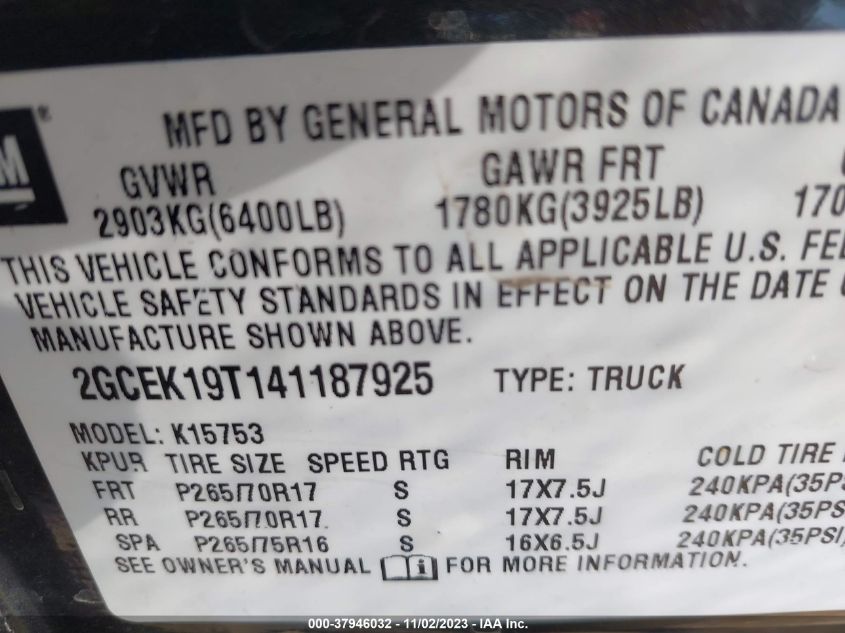 M ®
MFD BY GENERAL MOTORS OF CANADA
GVWR GAWR FRT
2903KG(6400LB) 1780KG(3925LB) 170
THIS VEHICLE CONFORMS TO ALL APPLICABLE U.S. FE
VEHICLE SAFETY STANDARDS IN EFFECT ON THE DATE
MANUFACTURE SHOWN ABOVE.
2GCEK19T141187925 TYPE: TRUCK
MODEL: K15753
KPUR TIRE SIZE SPEED RTG RIM COLD TIRE
FRT P265/70R17 S 17X7.5J 240KPA(35PS
RR P265/70R17 S 17X7.5J 240KPA(35PSI
SPA P265/75R16 S 16X6.5J 240KPA(35PSI)
SEE OWNER'S MANUAL i FOR MORE INFORMATION.
000-37946032 - 11/02/2023 - IAA Inc.